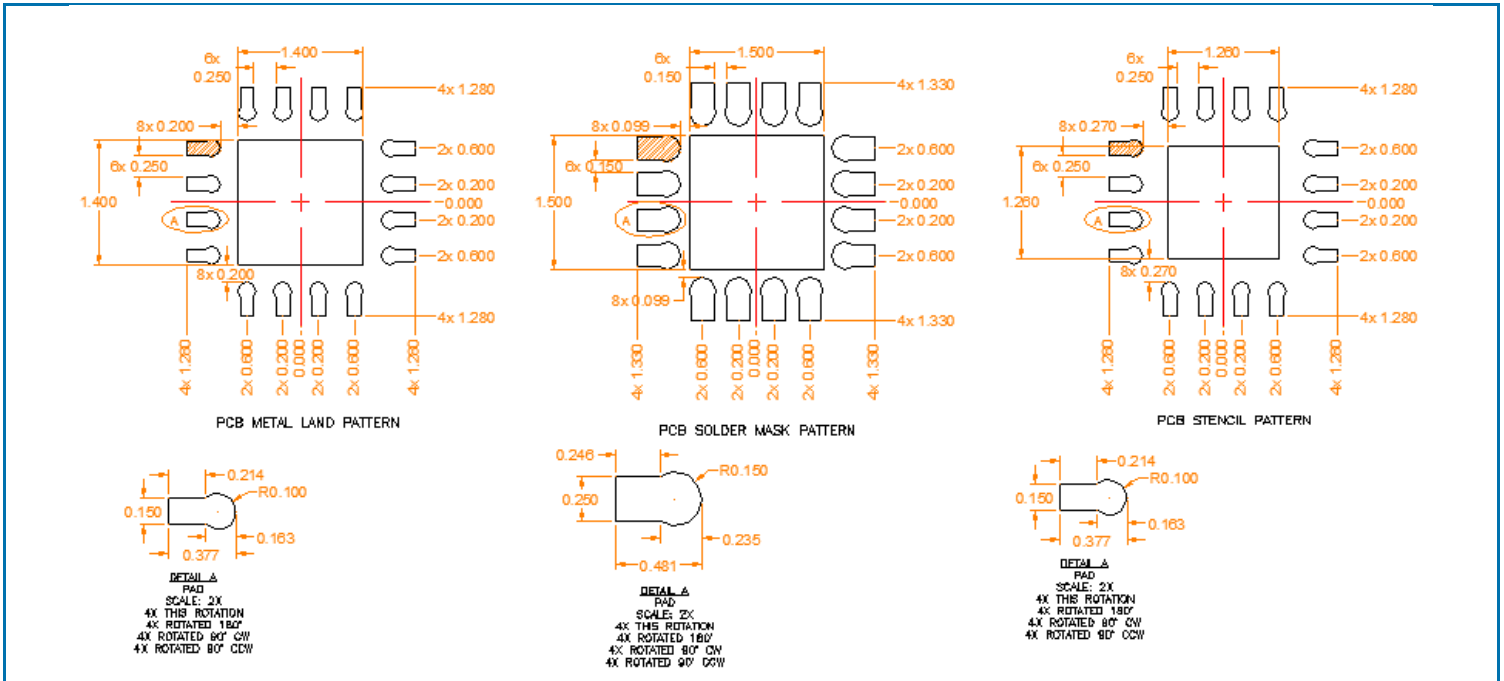 6x
0.250
1.400
4x 1.280
8x 0.200
2x 0.600
6x 0.250
2x 0.200
1.400
0.000
A
2x 0.200
2x 0.600
8x 0.200
4x 1.280
4x 1.280
2x 0.600
2x 0.200
0.000
2x 0.200
2x 0.600
4x 1.280
PCB METAL LAND PATTERN
0.214
R0.100
0.150
0.163
0.377
DETAIL A
PAD
SCALE: 2X
4X THIS ROTATION
4X ROTATED 180°
4X ROTATED 90° CW
4X ROTATED 90° CCW
6x
0.150
1.500
4x 1.330
8x 0.099
2x 0.600
6x 0.150
2x 0.200
1.500
0.000
A
2x 0.200
2x 0.600
8x 0.099
4x 1.330
4x 1.330
2x 0.600
2x 0.200
0.000
2x 0.200
2x 0.600
4x 1.330
PCB SOLDER MASK PATTERN
0.246
R0.150
0.250
0.235
0.481
DETAIL A
PAD
SCALE: 2X
4X THIS ROTATION
4X ROTATED 180°
4X ROTATED 90° CW
4X ROTATED 90° CCW
6x
0.250
1.260
4x 1.280
8x 0.270
2x 0.600
6x 0.250
2x 0.200
1.260
0.000
A
2x 0.200
2x 0.600
8x 0.270
4x 1.280
4x 1.280
2x 0.600
2x 0.200
0.000
2x 0.200
2x 0.600
4x 1.280
PCB STENCIL PATTERN
0.214
R0.100
0.150
0.163
0.377
DETAIL A
PAD
SCALE: 2X
4X THIS ROTATION
4X ROTATED 180°
4X ROTATED 90° CW
4X ROTATED 90° CCW